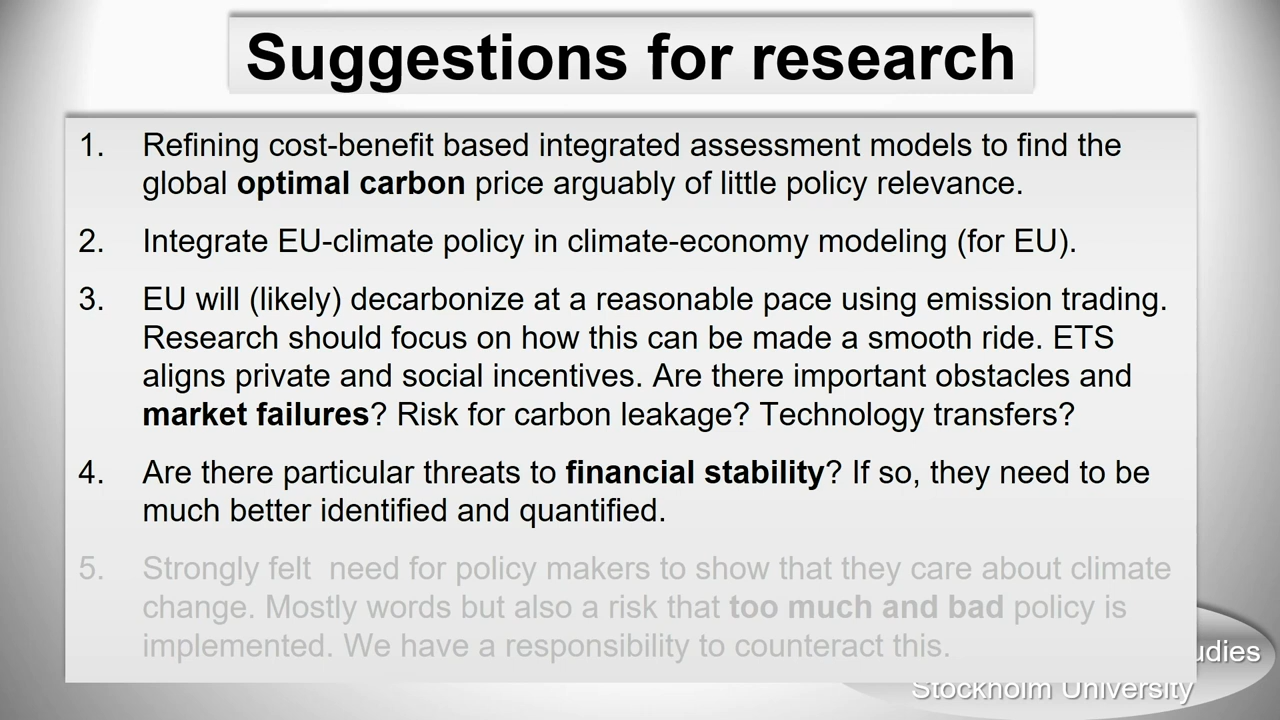 Suggestions for research
1. Refining cost-benefit based integrated assessment models to find the
global optimal carbon price arguably of little policy relevance.
2. Integrate EU-climate policy in climate-economy modeling (for EU).
3. EU will (likely) decarbonize at a reasonable pace using emission trading.
Research should focus on how this can be made a smooth ride. ETS
aligns private and social incentives. Are there important obstacles and
market failures? Risk for carbon leakage? Technology transfers?
4. Are there particular threats to financial stability? If so, they need to be
much better identified and quantified.
5. Strongly felt need for policy makers to show that they care about climate
change. Mostly words but also a risk that too much and bad policy is
implemented. We have a responsibility to counteract this.
Stockholm University